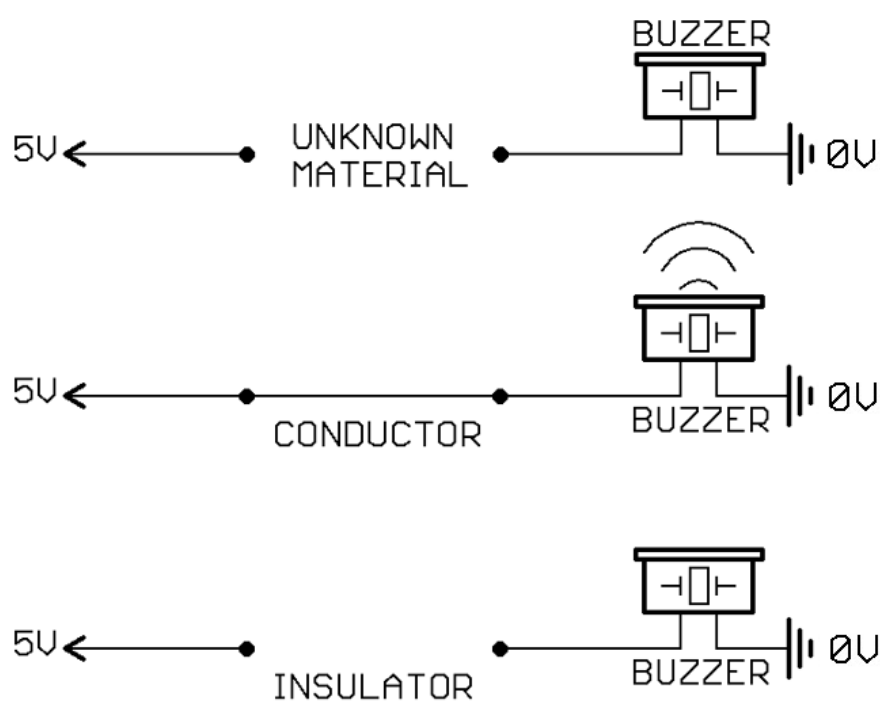 BUZZER
5V UNKNOWN 0V
MATERIAL
5V 0V
BUZZER
CONDUCTOR
5V 0V
BUZZER
INSULATOR